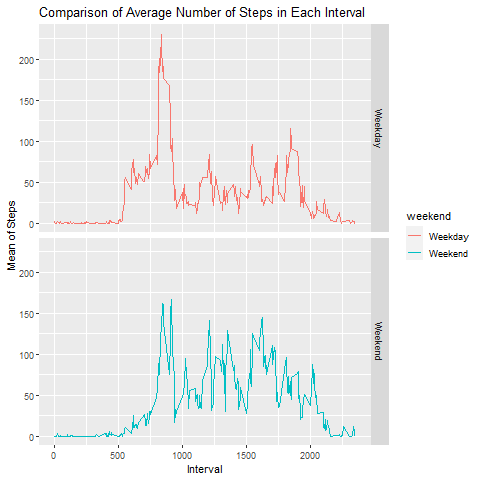 Comparison of Average Number of Steps in Each Interval
Mean of Steps
200
150
100
50
0
Weekday
200
150
100
50
0
Weekend
0 500 1000 1500 2000
Interval
weekend
Weekday
Weekend